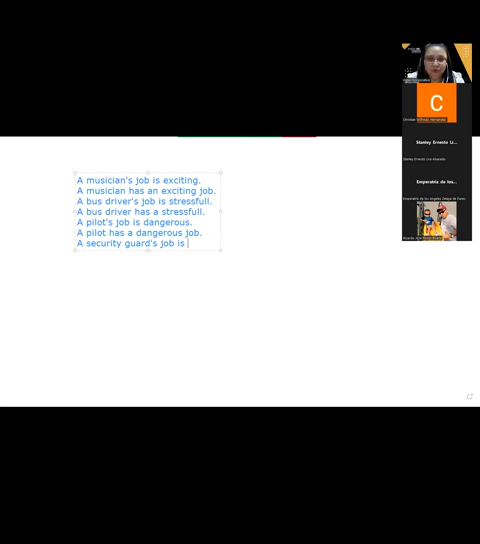 A musician's job is exciting.
A musician has an exciting job.
A bus driver's job is stressfull.
A bus driver has a stressfull.
A pilot's job is dangerous.
A pilot has a dangerous job.
A security guard's job is
C
Stanley Ernesto Li...
Emperatriz de los...